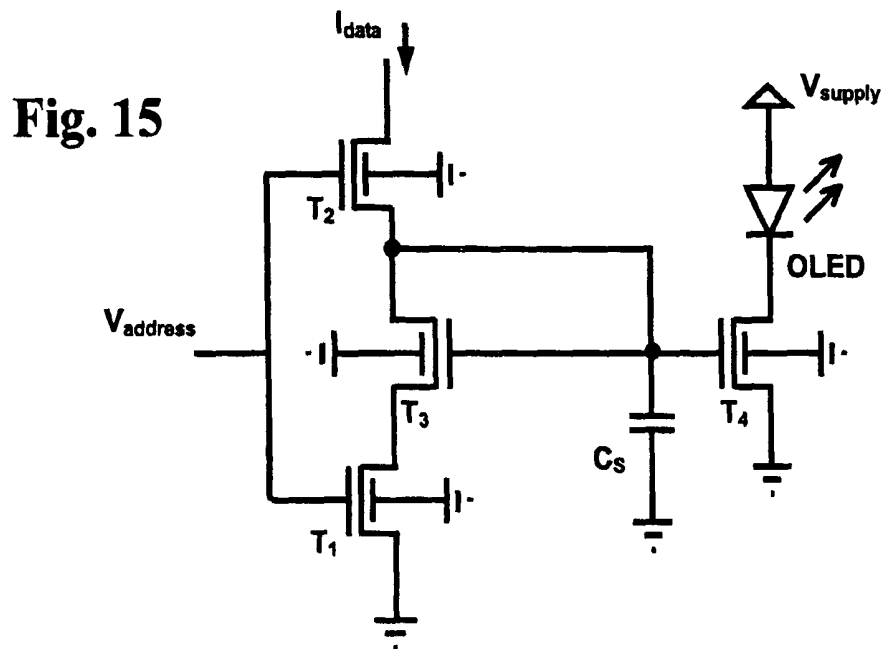 Idata
Fig. 15
Vsupply
T2
OLED
Vaddress
T3
T4
CS
T1